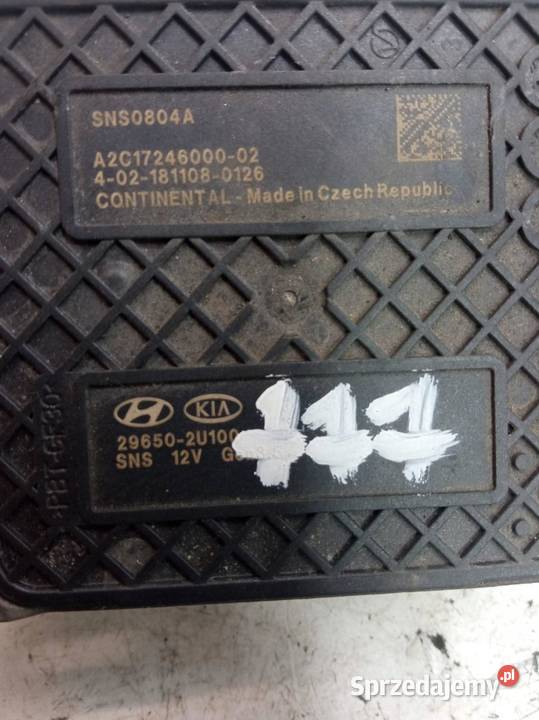 SNS0804A
A2C17246000-02
4-02-181108-0126
CONTINENTAL - Made in Czech Republic
>PBT-GF30<
HYUNDAI KIA
29650-2U100
SNS 12V
111
Sprzedajemy.pl